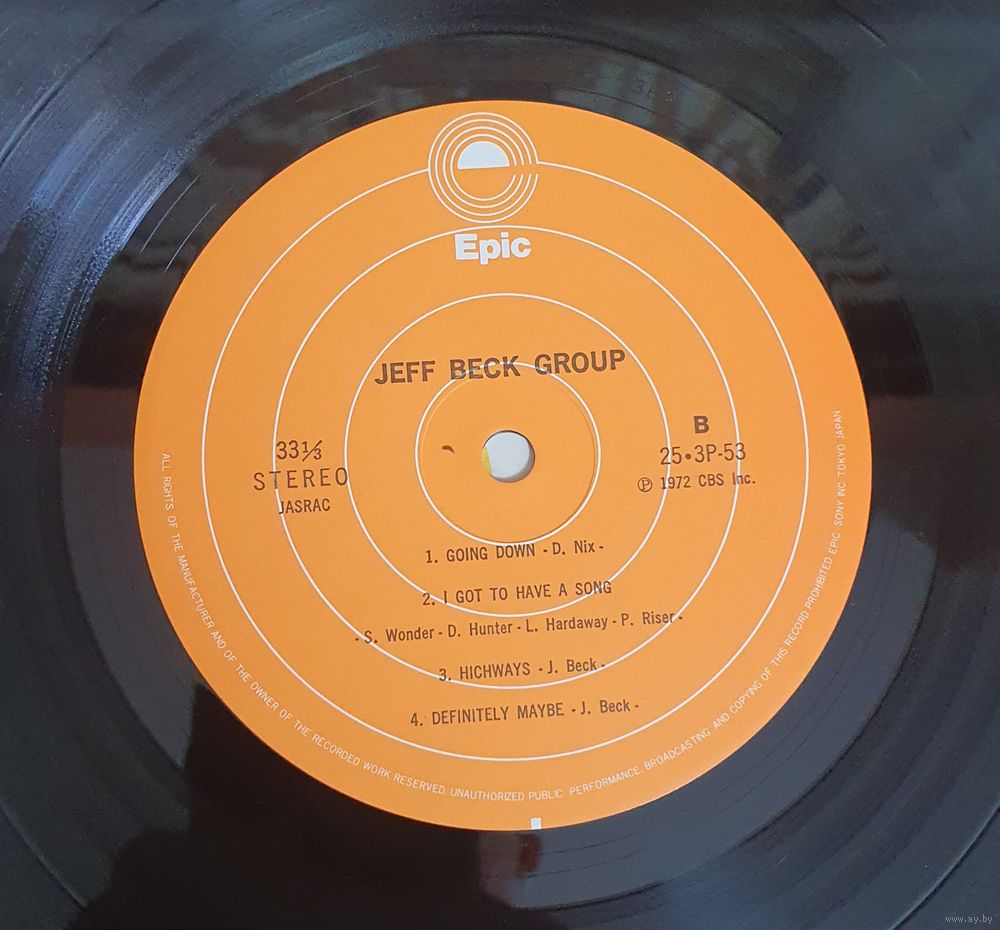 Epic
JEFF BECK GROUP
33⅓
STEREO
JASRAC
B
25•3P-53
Ⓟ 1972 CBS Inc.
1. GOING DOWN - D. Nix -
2. I GOT TO HAVE A SONG
- S. Wonder - D. Hunter - L. Hardaway - P. Riser -
3. HICHWAYS - J. Beck -
4. DEFINITELY MAYBE - J. Beck -
ALL RIGHTS OF THE MANUFACTURER AND OF THE OWNER OF THE RECORDED WORK RESERVED. UNAUTHORIZED PUBLIC PERFORMANCE. BROADCASTING AND COPYING OF THIS RECORD PROHIBITED EPIC SONY INC TOKYO JAPAN
www.ay.by